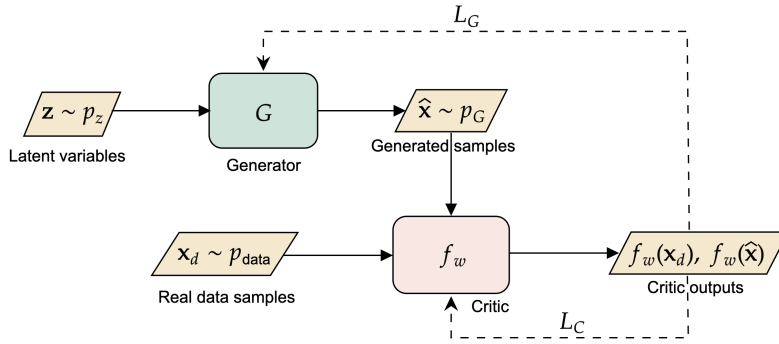 L_G
z ∼ p_z
G
x̂ ∼ p_G
Latent variables
Generator
Generated samples
x_d ∼ p_data
f_w
f_w(x_d), f_w(x̂)
Real data samples
Critic
Critic outputs
L_C